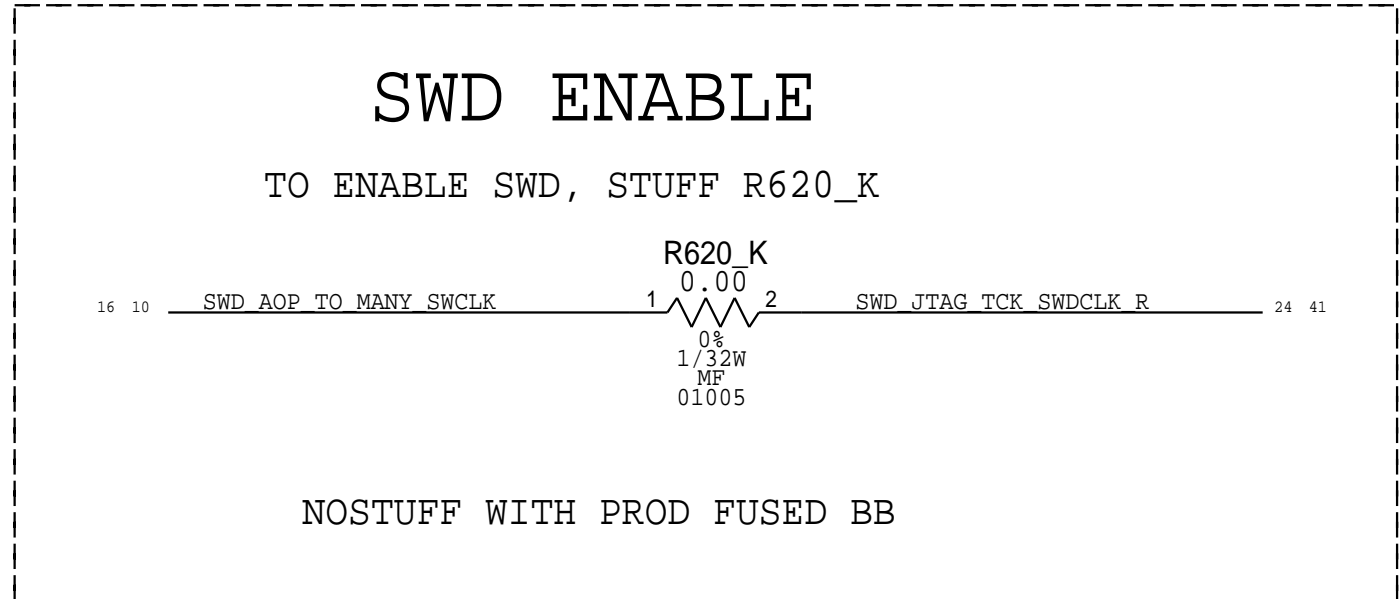 SWD ENABLE
TO ENABLE SWD, STUFF R620_K
R620_K
0.00
16 10 SWD_AOP_TO_MANY_SWCLK 1 2 SWD_JTAG_TCK_SWDCLK_R 24 41
0%
1/32W
MF
01005
NOSTUFF WITH PROD FUSED BB